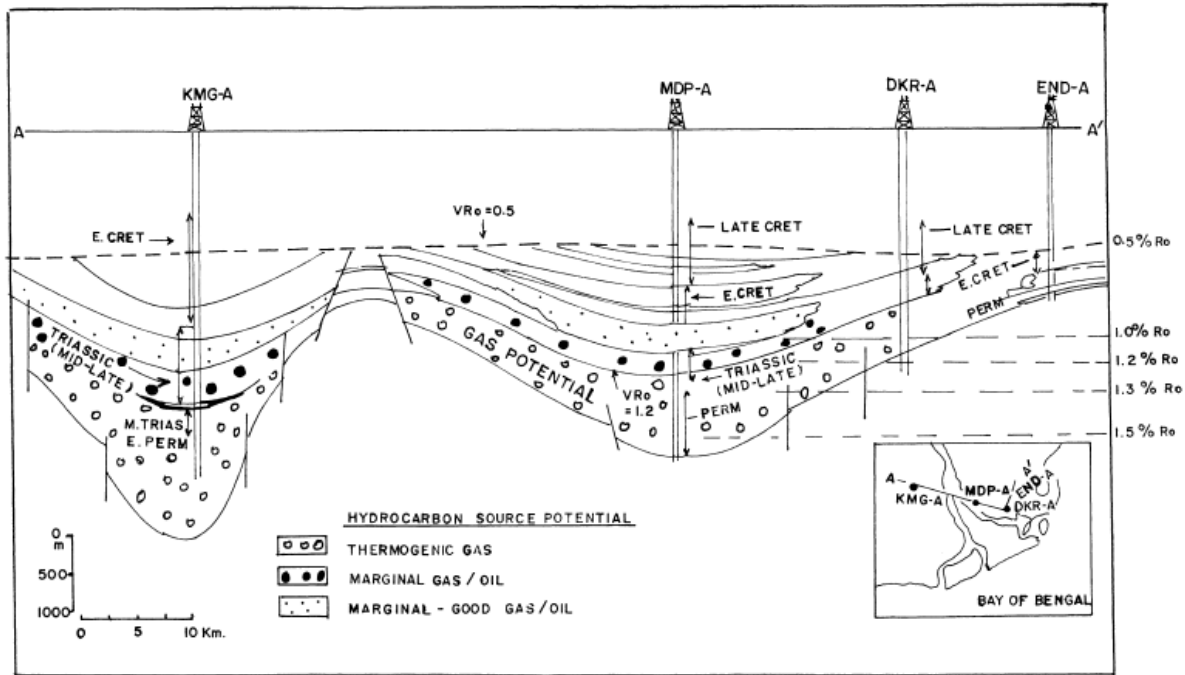 KMG-A
MDP-A
DKR-A
END-A
A
A'
VRo = 0.5
E. CRET
LATE CRET
LATE CRET
0.5% Ro
E. CRET
E. CRET
PERM
GAS POTENTIAL
TRIASSIC
(MID-LATE)
TRIASSIC
(MID-LATE)
1.0% Ro
1.2 % Ro
VRo
= 1.2
PERM
1.3 % Ro
M. TRIAS
E. PERM
1.5 % Ro
HYDROCARBON SOURCE POTENTIAL
THERMOGENIC GAS
MARGINAL GAS / OIL
MARGINAL - GOOD GAS/OIL
0
m
500
1000
0 5 10 Km.
A
A'
KMG-A
MDP-A
END-A
DKR-A
BAY OF BENGAL